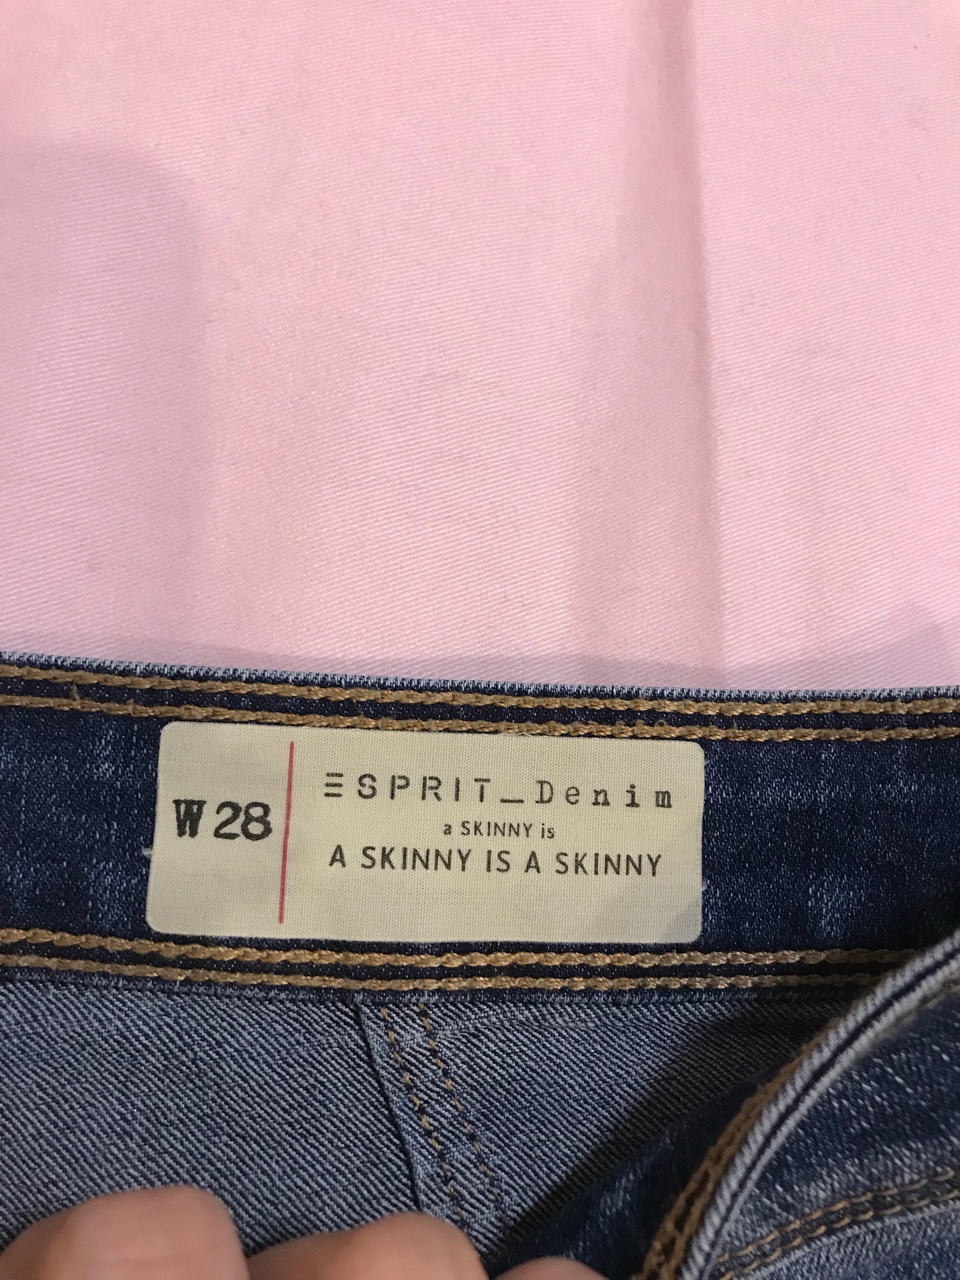 W 28
ESPRIT_Denim
a SKINNY is
A SKINNY IS A SKINNY